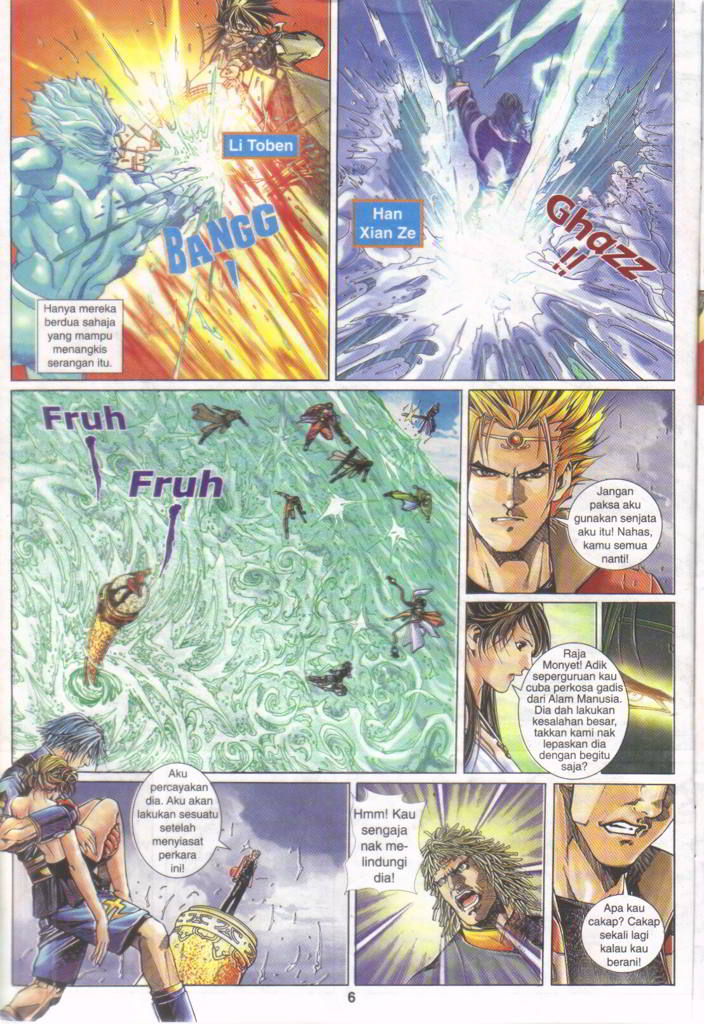 Li Toben
BANGG
!
Hanya mereka
berdua sahaja
yang mampu
menangkis
serangan itu.
Han
Xian Ze
Ghazz
!!
Fruh
Fruh
Jangan
paksa aku
gunakan senjata
aku itu! Nahas,
kamu semua
nanti!
Raja
Monyet! Adik
seperguruan kau
cuba perkosa gadis
dari Alam Manusia.
Dia dah lakukan
kesalahan besar,
takkan kami nak
lepaskan dia
dengan begitu
saja?
Aku
percayakan
dia. Aku akan
lakukan sesuatu
setelah
menyiasat
perkara
ini!
Hmm! Kau
sengaja
nak me-
lindungi
dia!
Apa kau
cakap? Cakap
sekali lagi
kalau kau
berani!
6